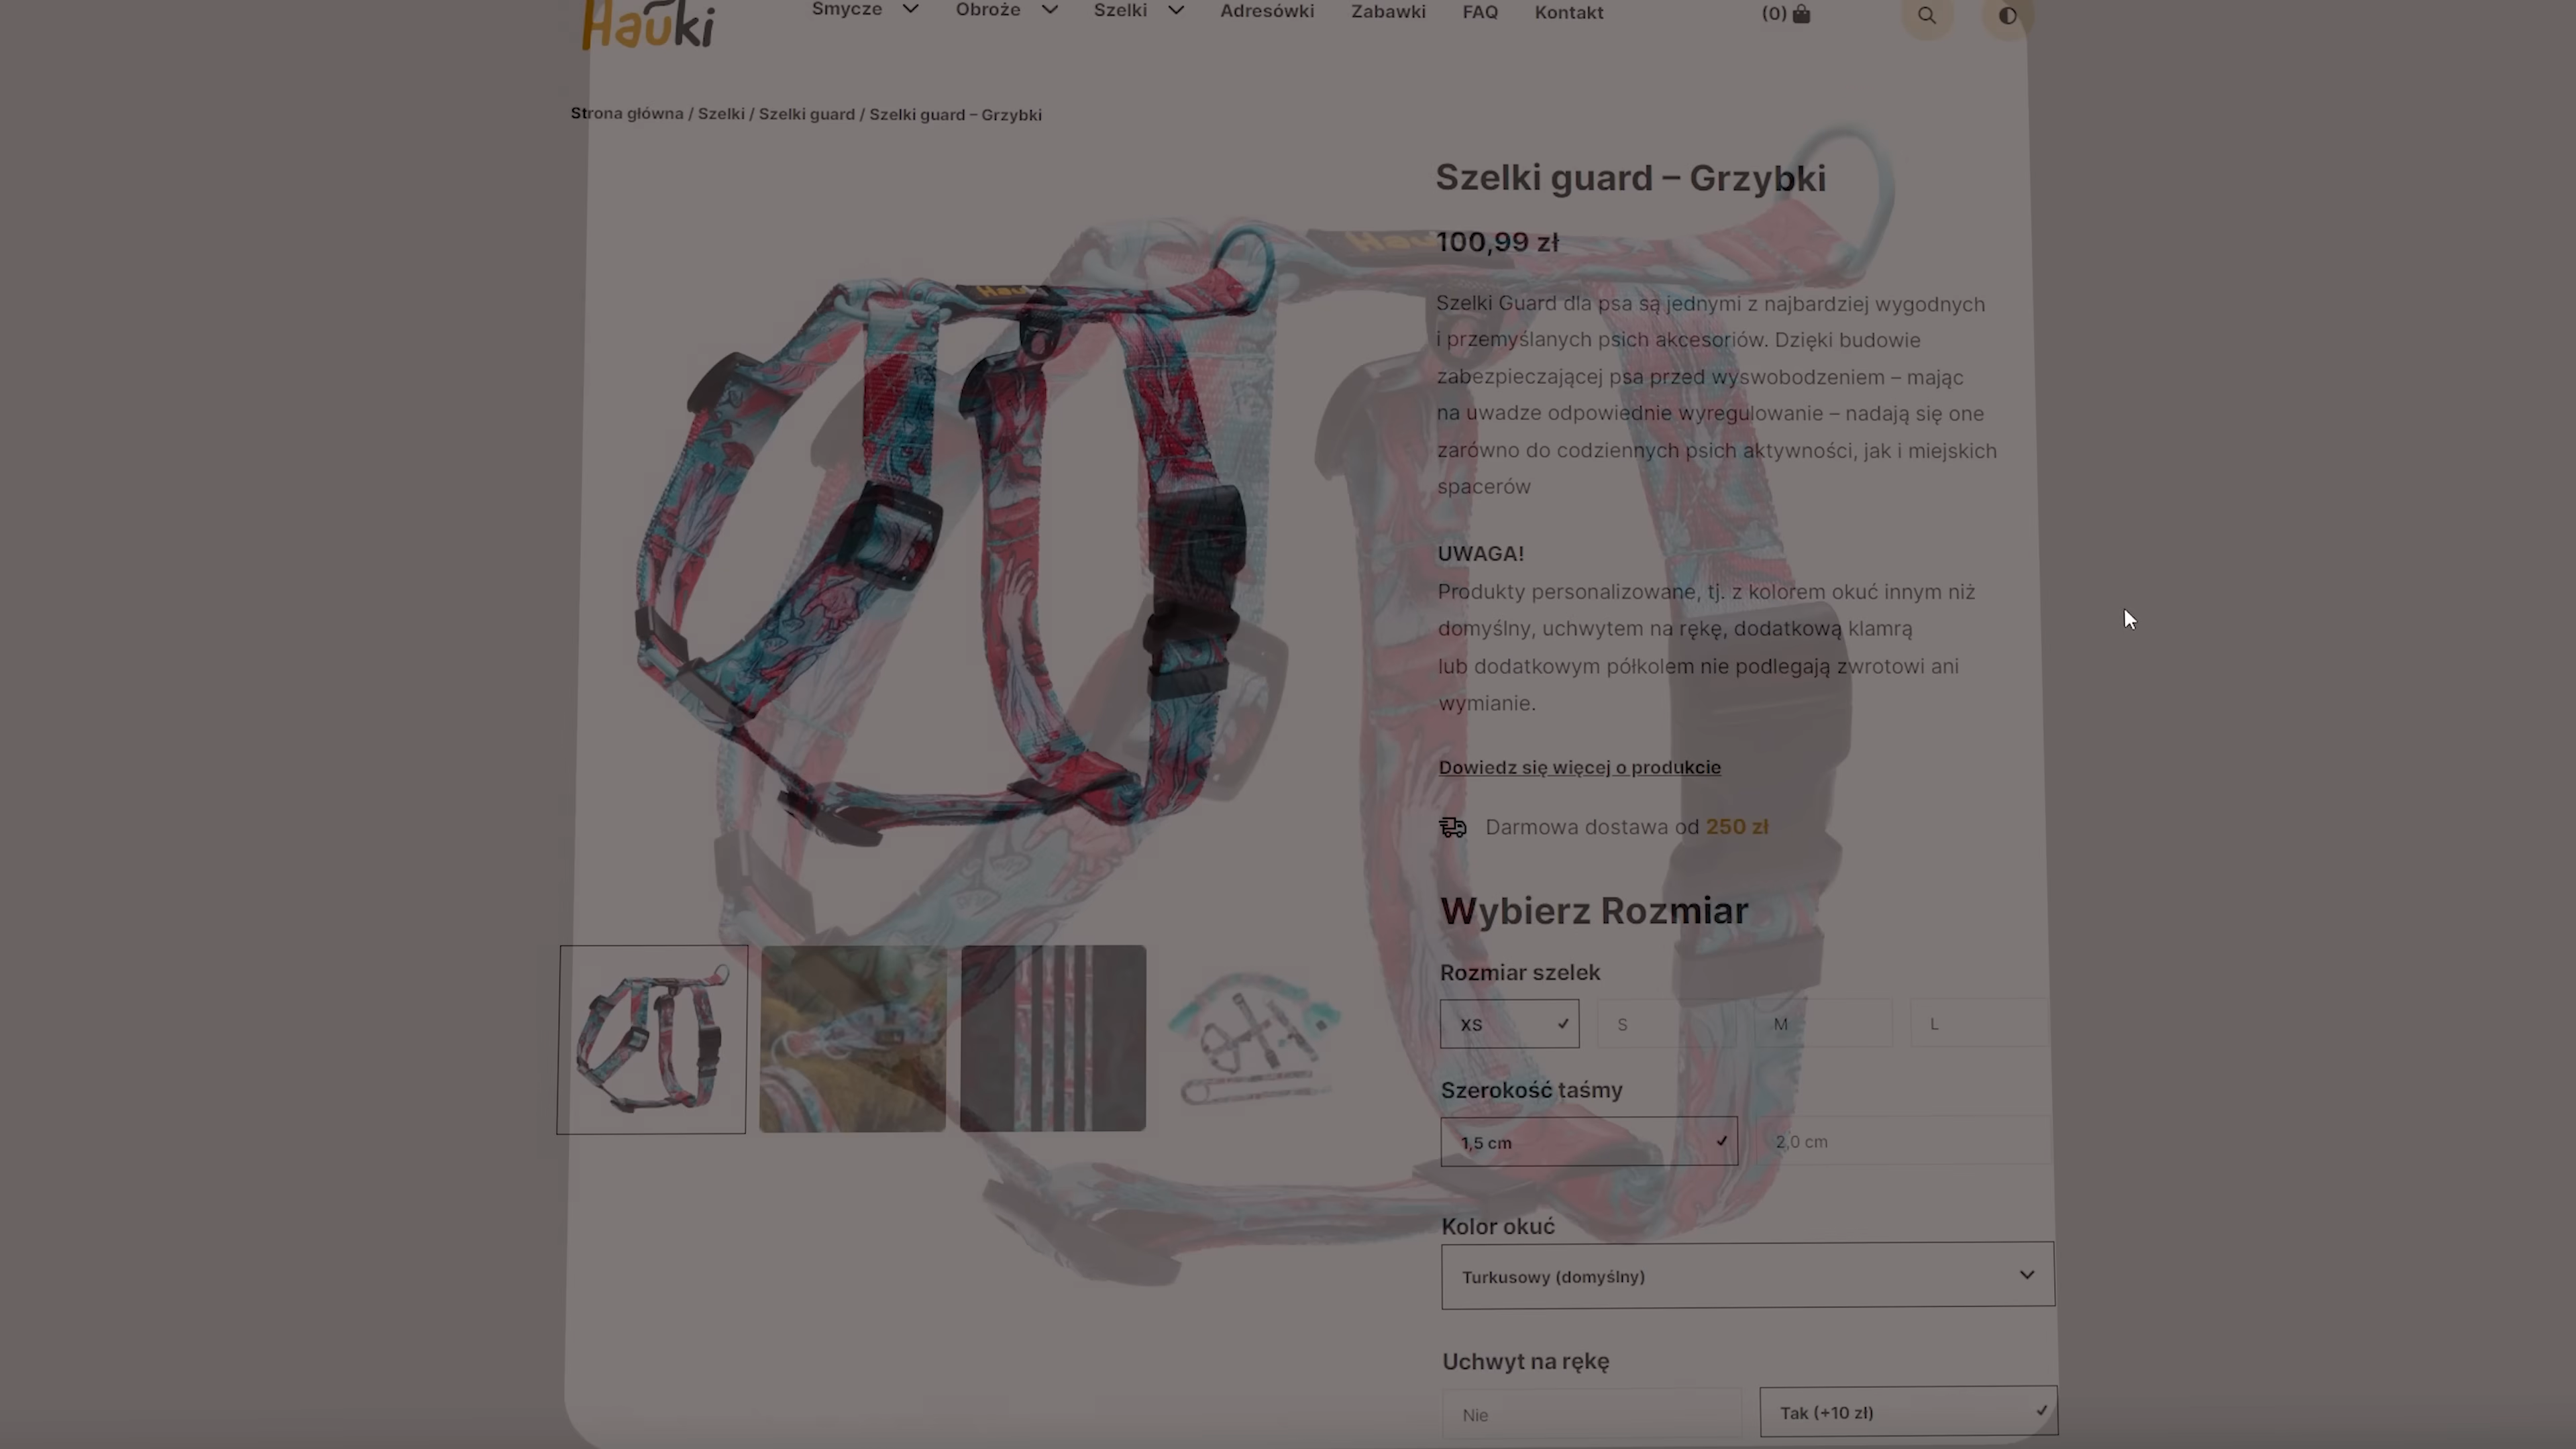 Hauki
Smycze Obroże Szelki Adresówki Zabawki FAQ Kontakt (0)
Strona główna / Szelki / Szelki guard / Szelki guard – Grzybki
Szelki guard – Grzybki
100,99 zł
Hauki
Szelki Guard dla psa są jednymi z najbardziej wygodnych
i przemyślanych psich akcesoriów. Dzięki budowie
zabezpieczającej psa przed wyswobodzeniem – mając
na uwadze odpowiednie wyregulowanie – nadają się one
zarówno do codziennych psich aktywności, jak i miejskich
spacerów
UWAGA!
Produkty personalizowane, tj. z kolorem okuć innym niż
domyślny, uchwytem na rękę, dodatkową klamrą
lub dodatkowym półkolem nie podlegają zwrotowi ani
wymianie.
Dowiedz się więcej o produkcie
Darmowa dostawa od 250 zł
Wybierz Rozmiar
Rozmiar szelek
XS S M L
Szerokość taśmy
1,5 cm 2,0 cm
Kolor okuć
Turkusowy (domyślny)
Uchwyt na rękę
Nie Tak (+10 zł)